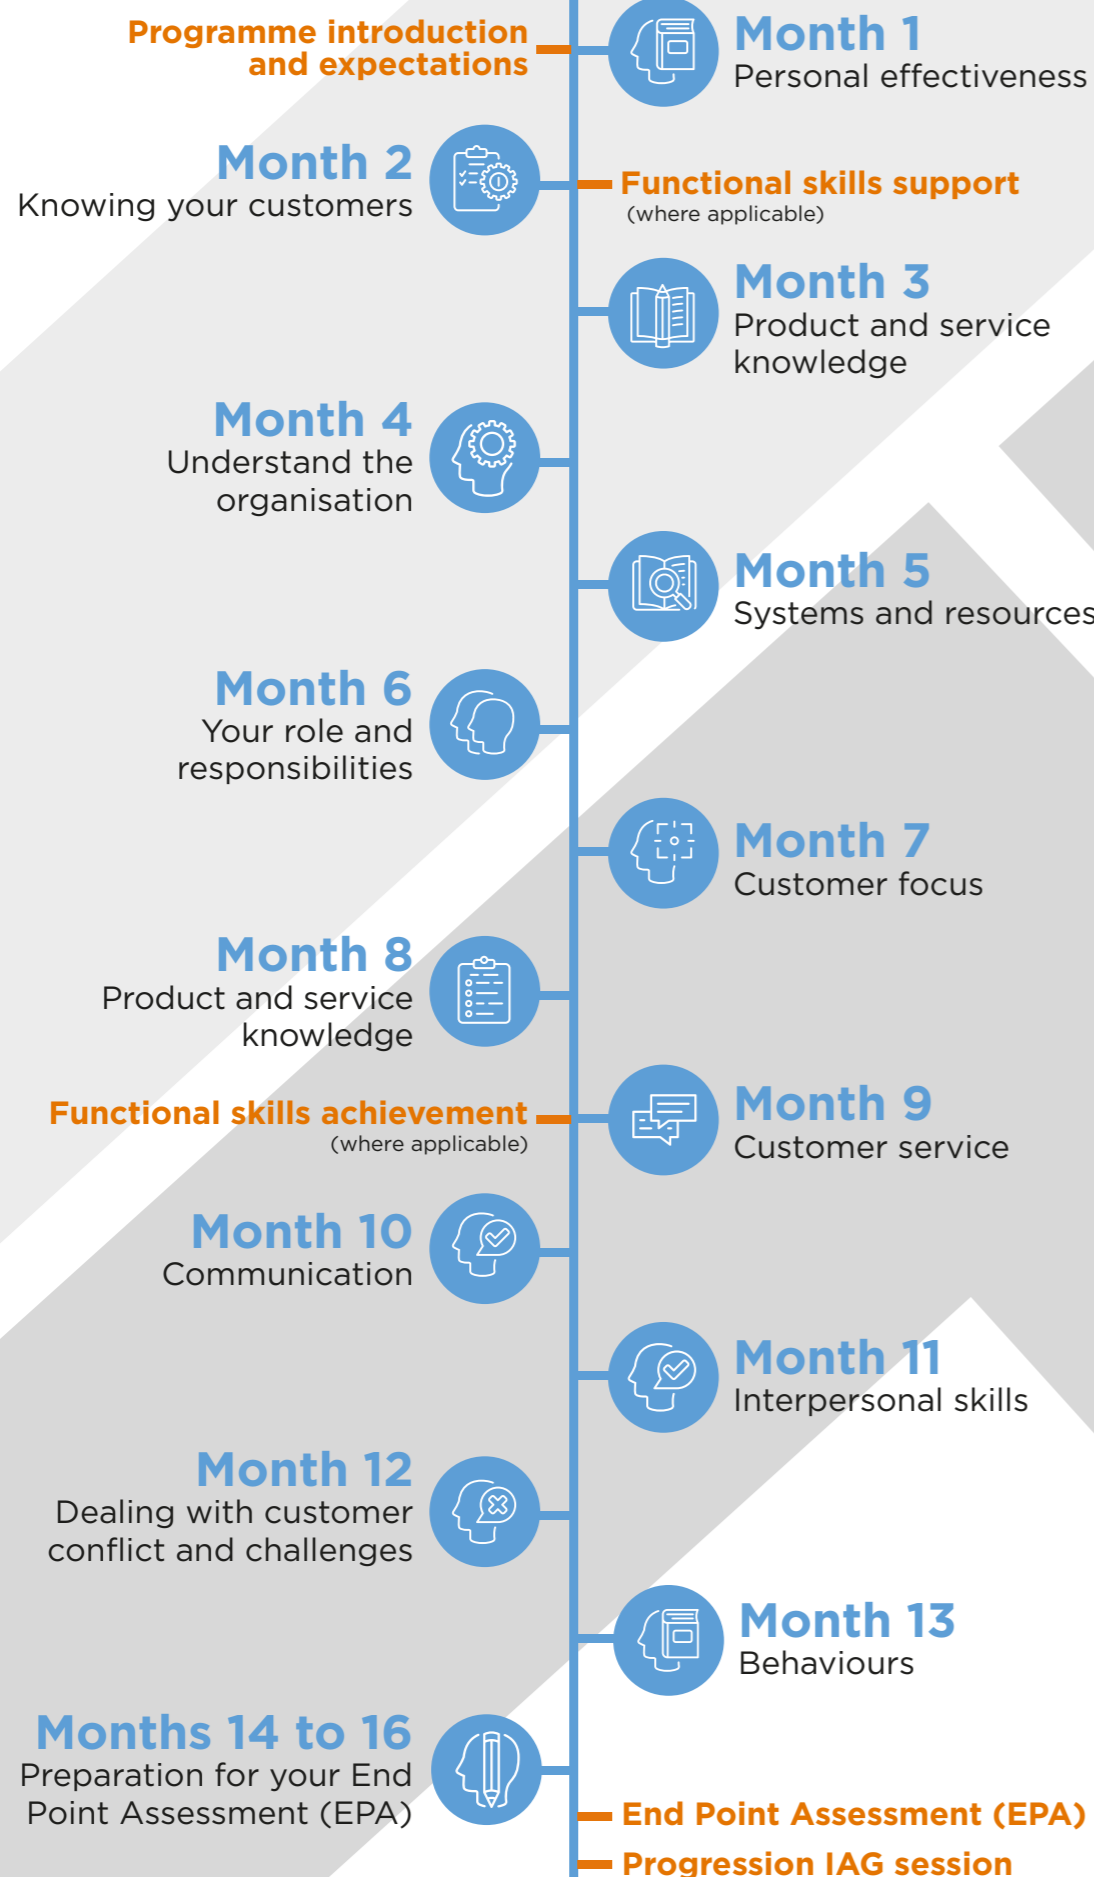 Programme introduction
and expectations
Month 1
Personal effectiveness
Month 2
Knowing your customers
Functional skills support
(where applicable)
Month 3
Product and service
knowledge
Month 4
Understand the
organisation
Month 5
Systems and resources
Month 6
Your role and
responsibilities
Month 7
Customer focus
Month 8
Product and service
knowledge
Functional skills achievement
(where applicable)
Month 9
Customer service
Month 10
Communication
Month 11
Interpersonal skills
Month 12
Dealing with customer
conflict and challenges
Month 13
Behaviours
Months 14 to 16
Preparation for your End
Point Assessment (EPA)
End Point Assessment (EPA)
Progression IAG session